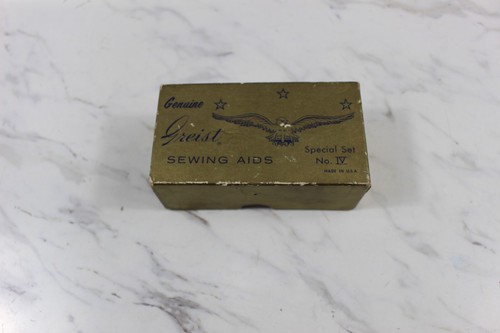 Genuine
Greist
SEWING AIDS
Special Set
No. IV
MADE IN U.S.A.